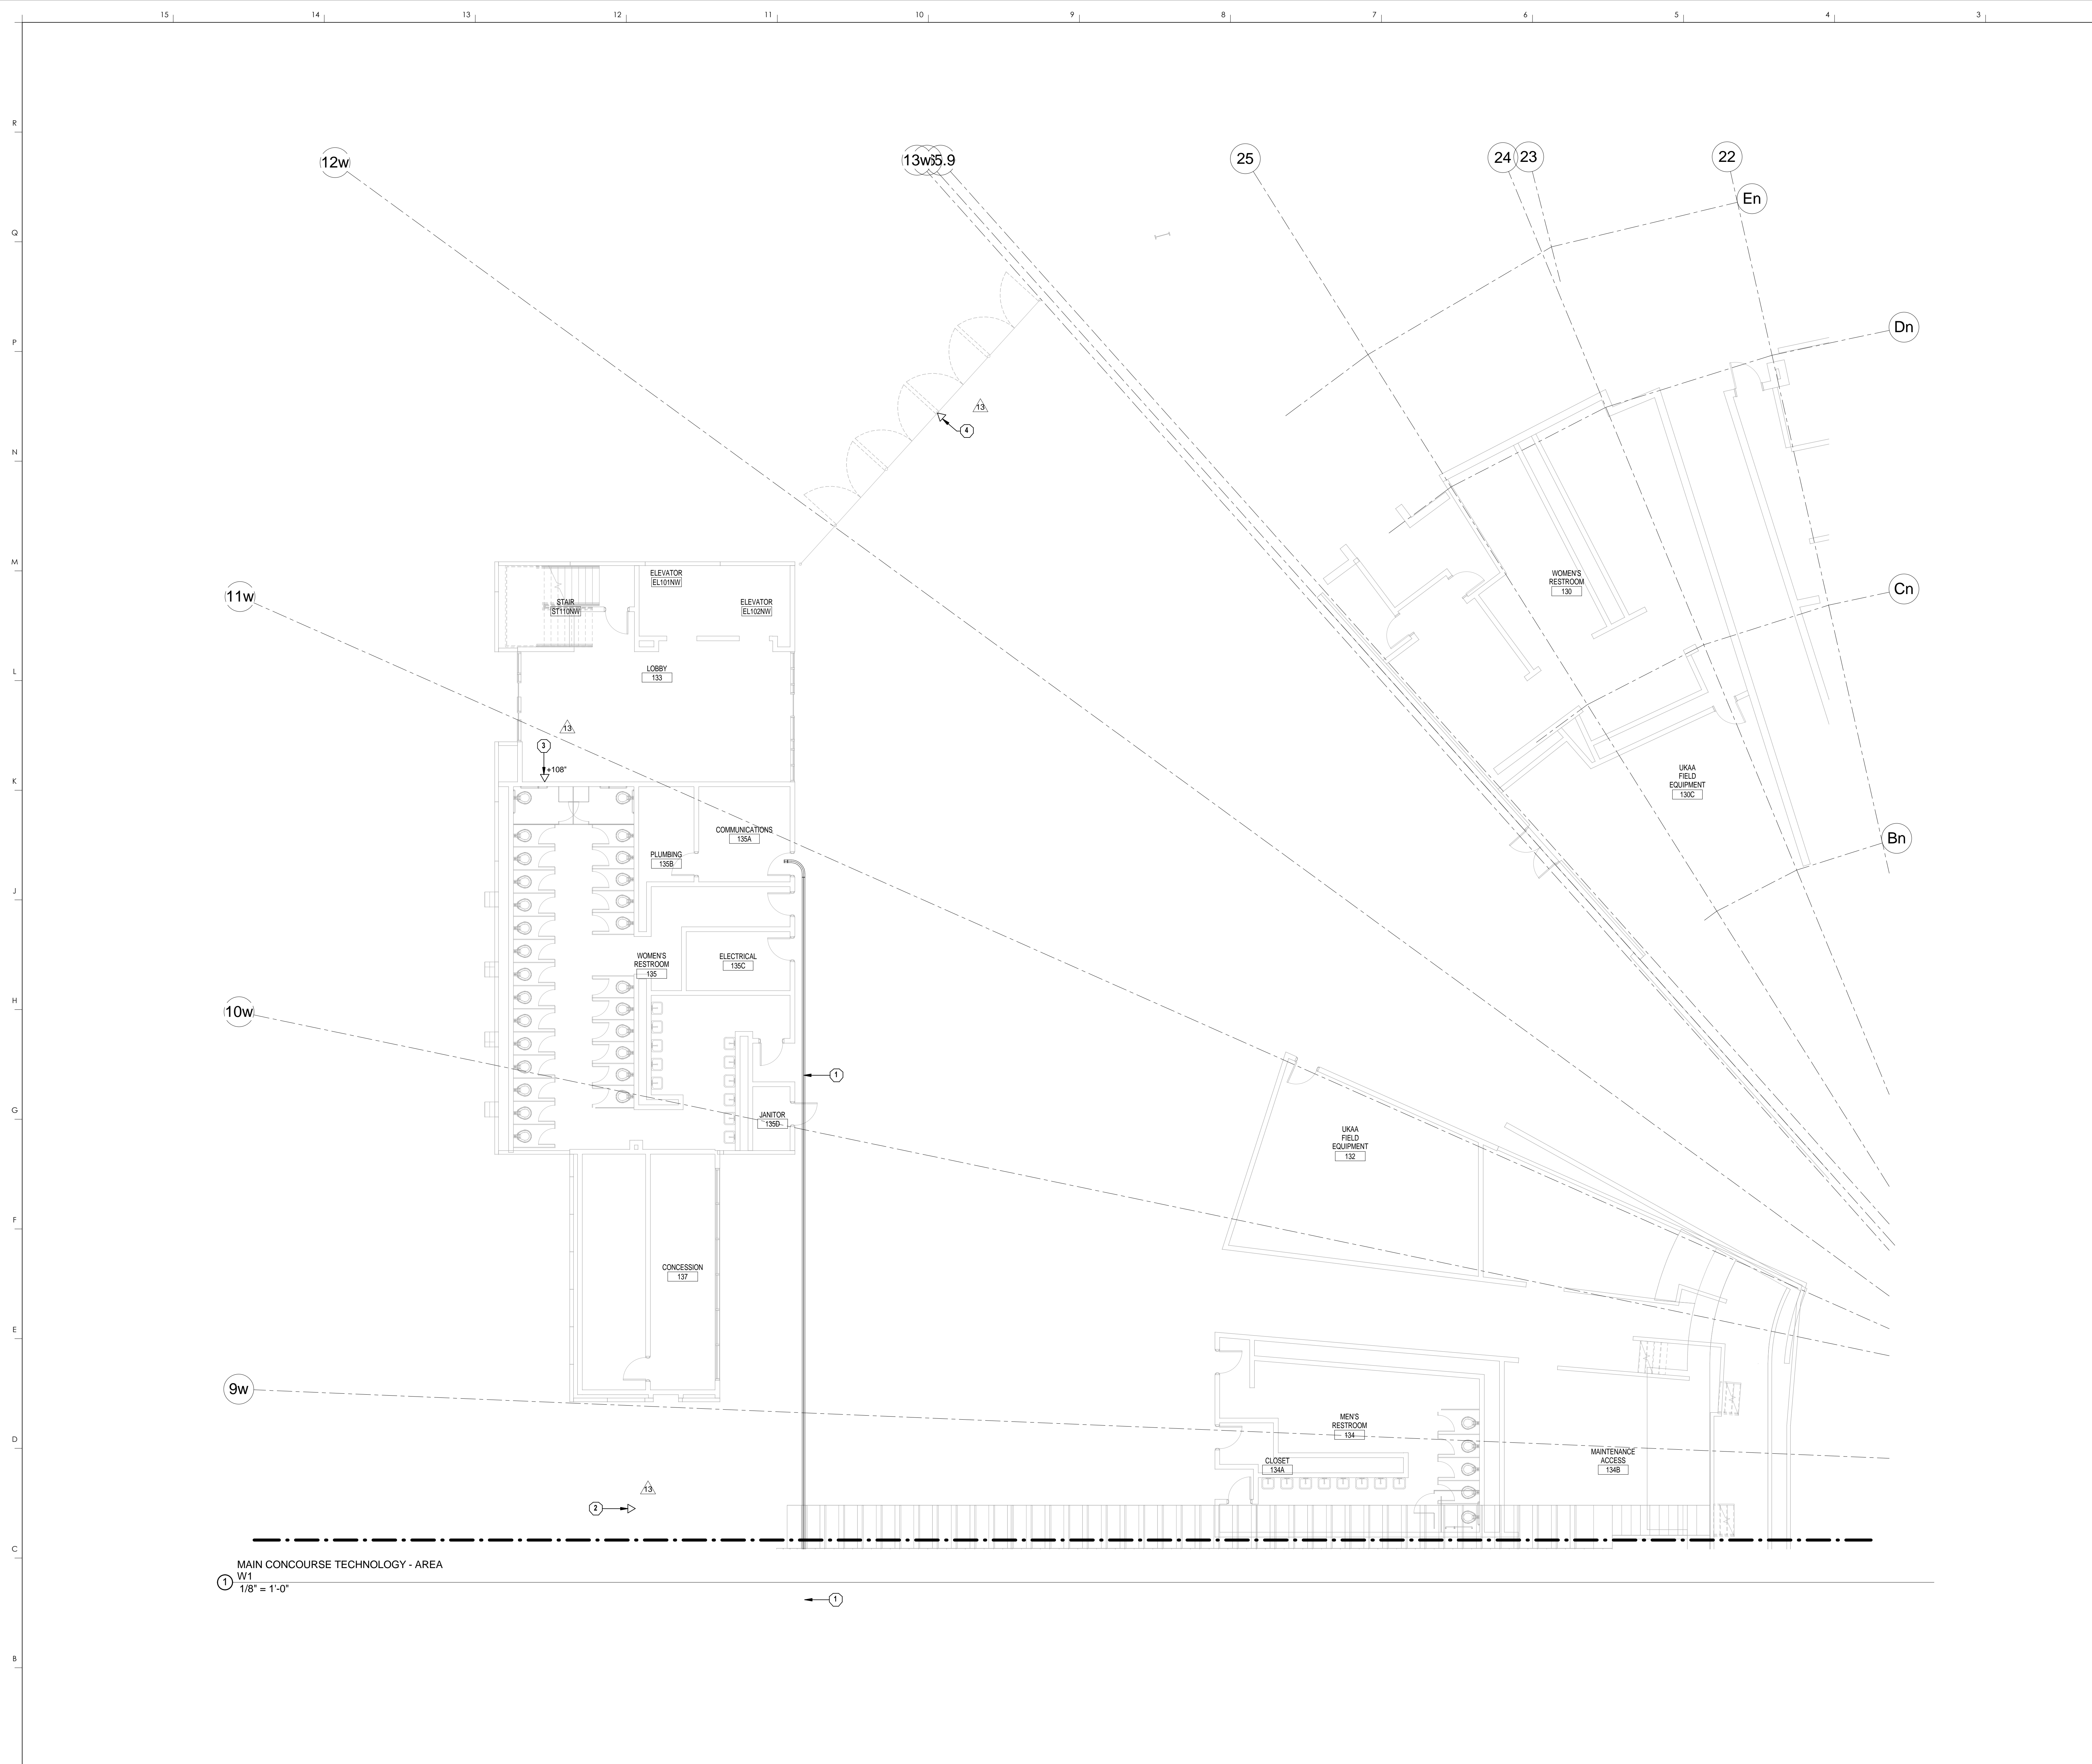 15 14 13 12 11 10 9 8 7 6 5 4 3
R
12w
13w
5.9
25
24
23
22
En
Q
Dn
P
13
4
N
M
ELEVATOR
EL101NW
WOMEN'S
RESTROOM
130
Cn
11w
STAIR
ST110NW
ELEVATOR
EL102NW
L
LOBBY
133
13
3
+108"
K
UKAA
FIELD
EQUIPMENT
130C
COMMUNICATIONS
135A
Bn
PLUMBING
135B
J
WOMEN'S
RESTROOM
135
ELECTRICAL
135C
H
10w
1
G
JANITOR
135D
UKAA
FIELD
EQUIPMENT
132
F
CONCESSION
137
E
9w
MEN'S
RESTROOM
134
D
CLOSET
134A
MAINTENANCE
ACCESS
134B
13
2
C
MAIN CONCOURSE TECHNOLOGY - AREA
W1
1
1/8" = 1'-0"
1
B